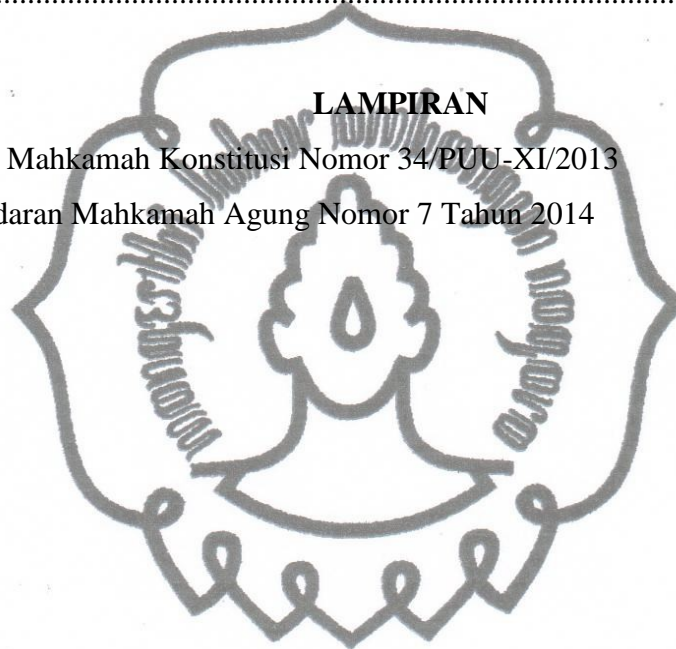 LAMPIRAN
Mahkamah Konstitusi Nomor 34/PUU-XI/2013
daran Mahkamah Agung Nomor 7 Tahun 2014